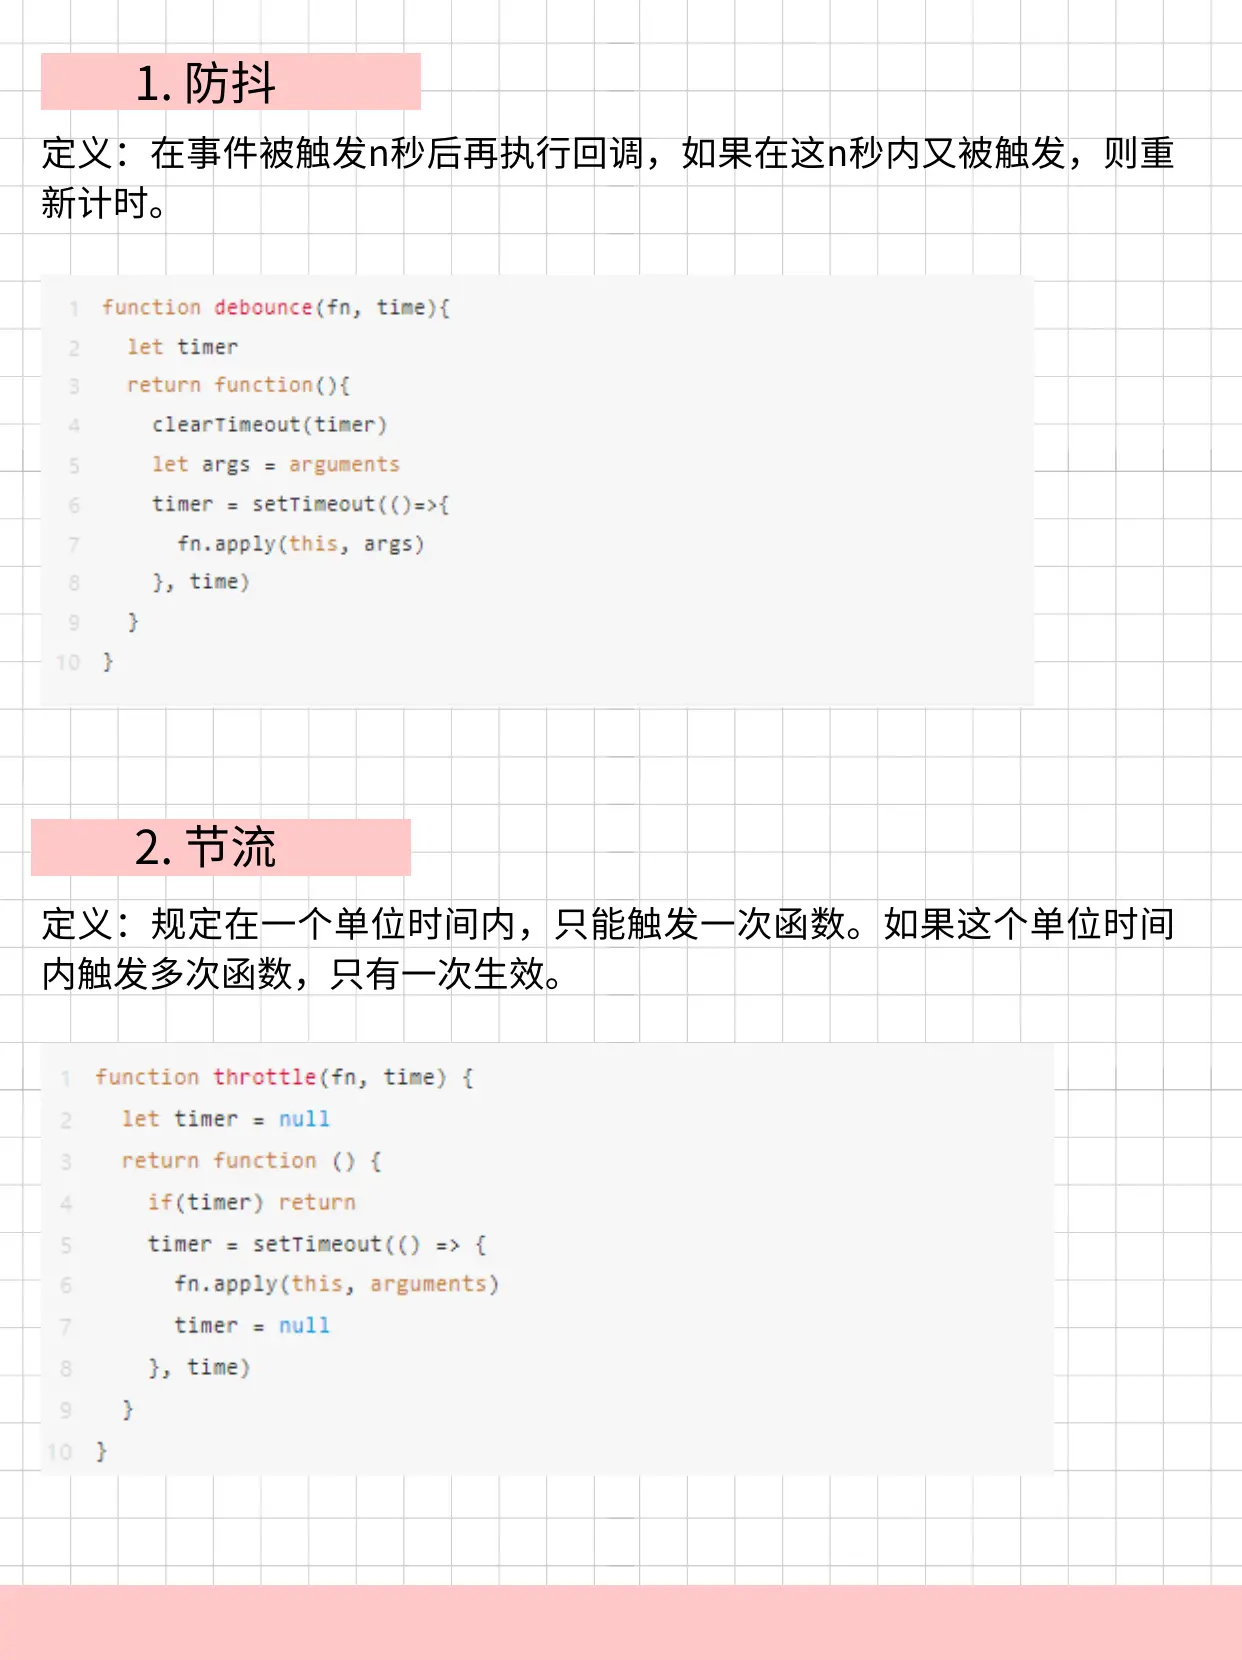 1. 防抖
定义：在事件被触发n秒后再执行回调，如果在这n秒内又被触发，则重
新计时。
1 function debounce(fn, time){
2 let timer
3 return function(){
4 clearTimeout(timer)
5 let args = arguments
6 timer = setTimeout(()=>{
7 fn.apply(this, args)
8 }, time)
9 }
10 }
2. 节流
定义：规定在一个单位时间内，只能触发一次函数。如果这个单位时间
内触发多次函数，只有一次生效。
1 function throttle(fn, time) {
2 let timer = null
3 return function () {
4 if(timer) return
5 timer = setTimeout(() => {
6 fn.apply(this, arguments)
7 timer = null
8 }, time)
9 }
10 }